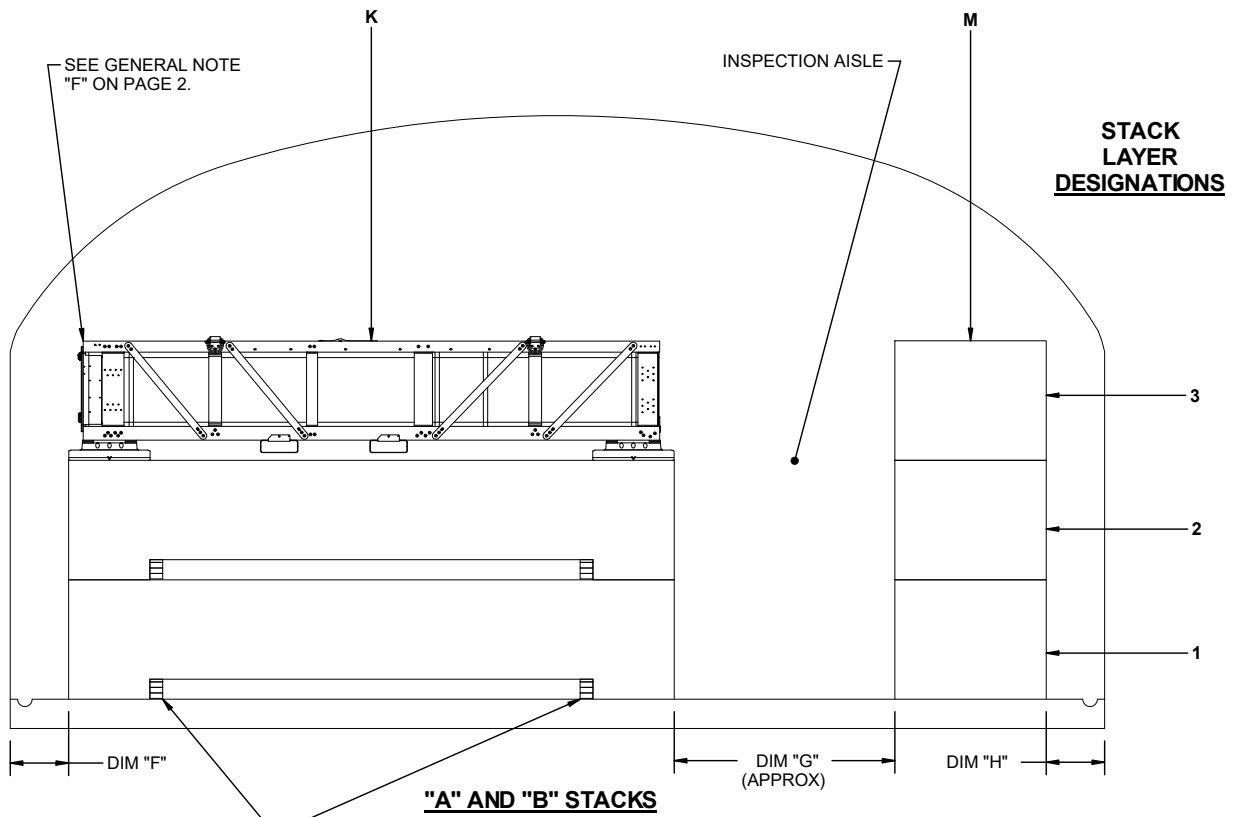 K
M
SEE GENERAL NOTE
"F" ON PAGE 2.
INSPECTION AISLE
STACK
LAYER
DESIGNATIONS
3
2
1
DIM "F"
DIM "G"
(APPROX)
DIM "H"
"A" AND "B" STACKS